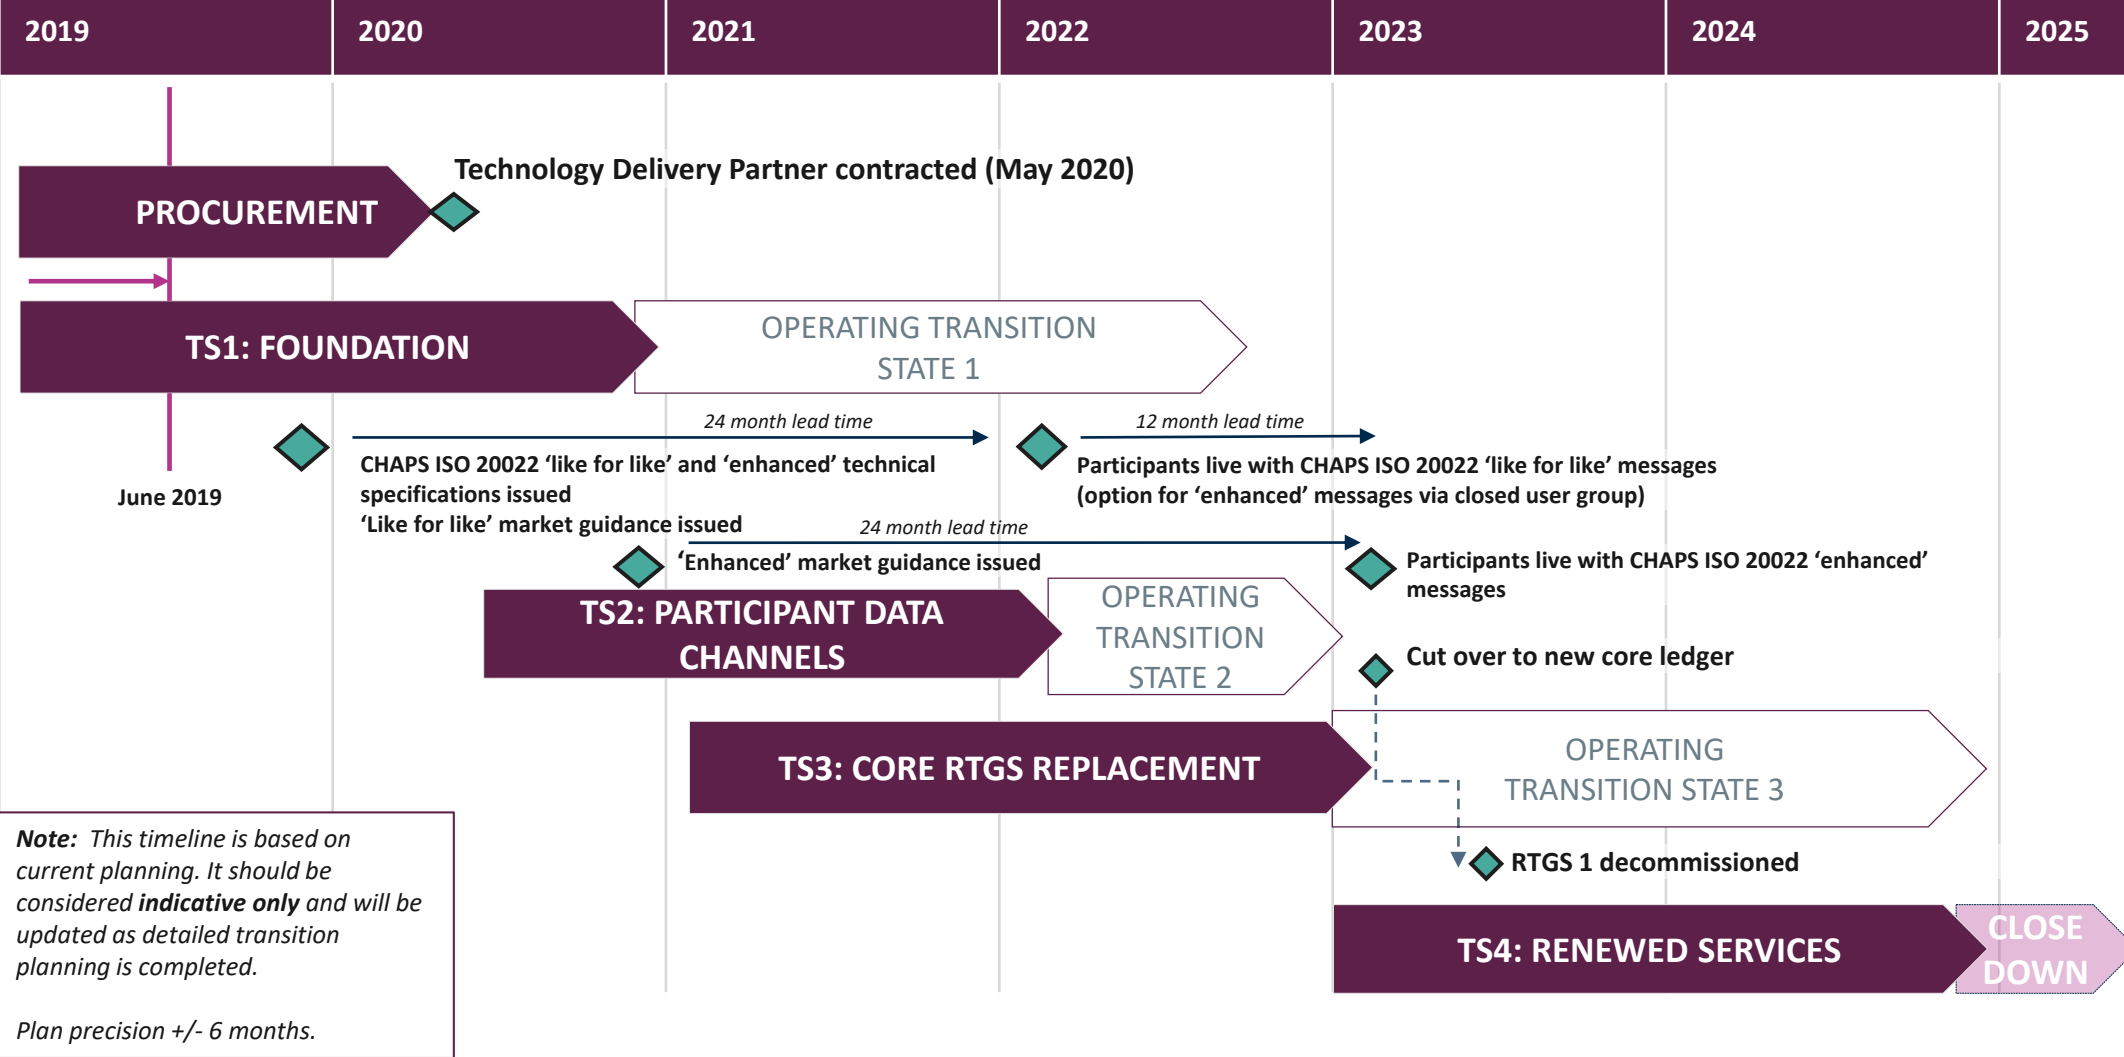 2019
2020
2021
2022
2023
2024
2025
Technology Delivery Partner contracted (May 2020)
PROCUREMENT
TS1: FOUNDATION
OPERATING TRANSITION
STATE 1
24 month lead time
12 month lead time
CHAPS ISO 20022 ‘like for like’ and ‘enhanced’ technical
specifications issued
‘Like for like’ market guidance issued
Participants live with CHAPS ISO 20022 ‘like for like’ messages
(option for ‘enhanced’ messages via closed user group)
June 2019
24 month lead time
‘Enhanced’ market guidance issued
Participants live with CHAPS ISO 20022 ‘enhanced’
messages
TS2: PARTICIPANT DATA
CHANNELS
OPERATING
TRANSITION
STATE 2
Cut over to new core ledger
TS3: CORE RTGS REPLACEMENT
OPERATING
TRANSITION STATE 3
RTGS 1 decommissioned
TS4: RENEWED SERVICES
CLOSE
DOWN
Note: This timeline is based on
current planning. It should be
considered indicative only and will be
updated as detailed transition
planning is completed.
Plan precision +/- 6 months.